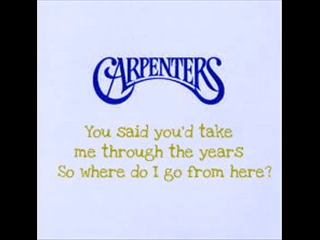 CARPENTERS
You said you'd take
me through the years
So where do I go from here?